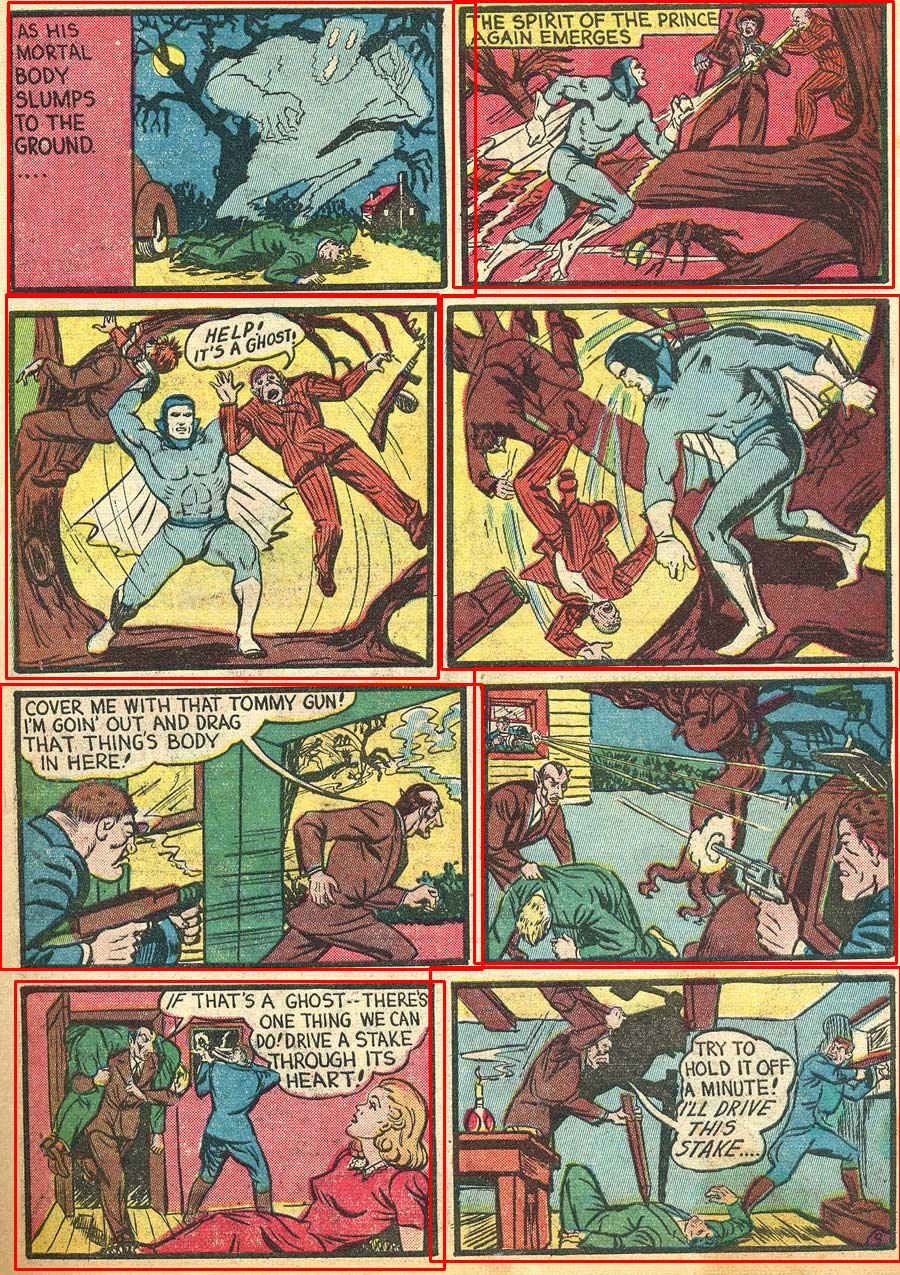 AS HIS
MORTAL
BODY
SLUMPS
TO THE
GROUND.
....
THE SPIRIT OF THE PRINCE
AGAIN EMERGES
HELP!
IT'S A GHOST!
COVER ME WITH THAT TOMMY GUN!
I'M GOIN' OUT AND DRAG
THAT THING'S BODY
IN HERE!
IF THAT'S A GHOST--THERE'S
ONE THING WE CAN
DO! DRIVE A STAKE
THROUGH ITS
HEART!
TRY TO
HOLD IT OFF
A MINUTE!
I'LL DRIVE
THIS
STAKE....